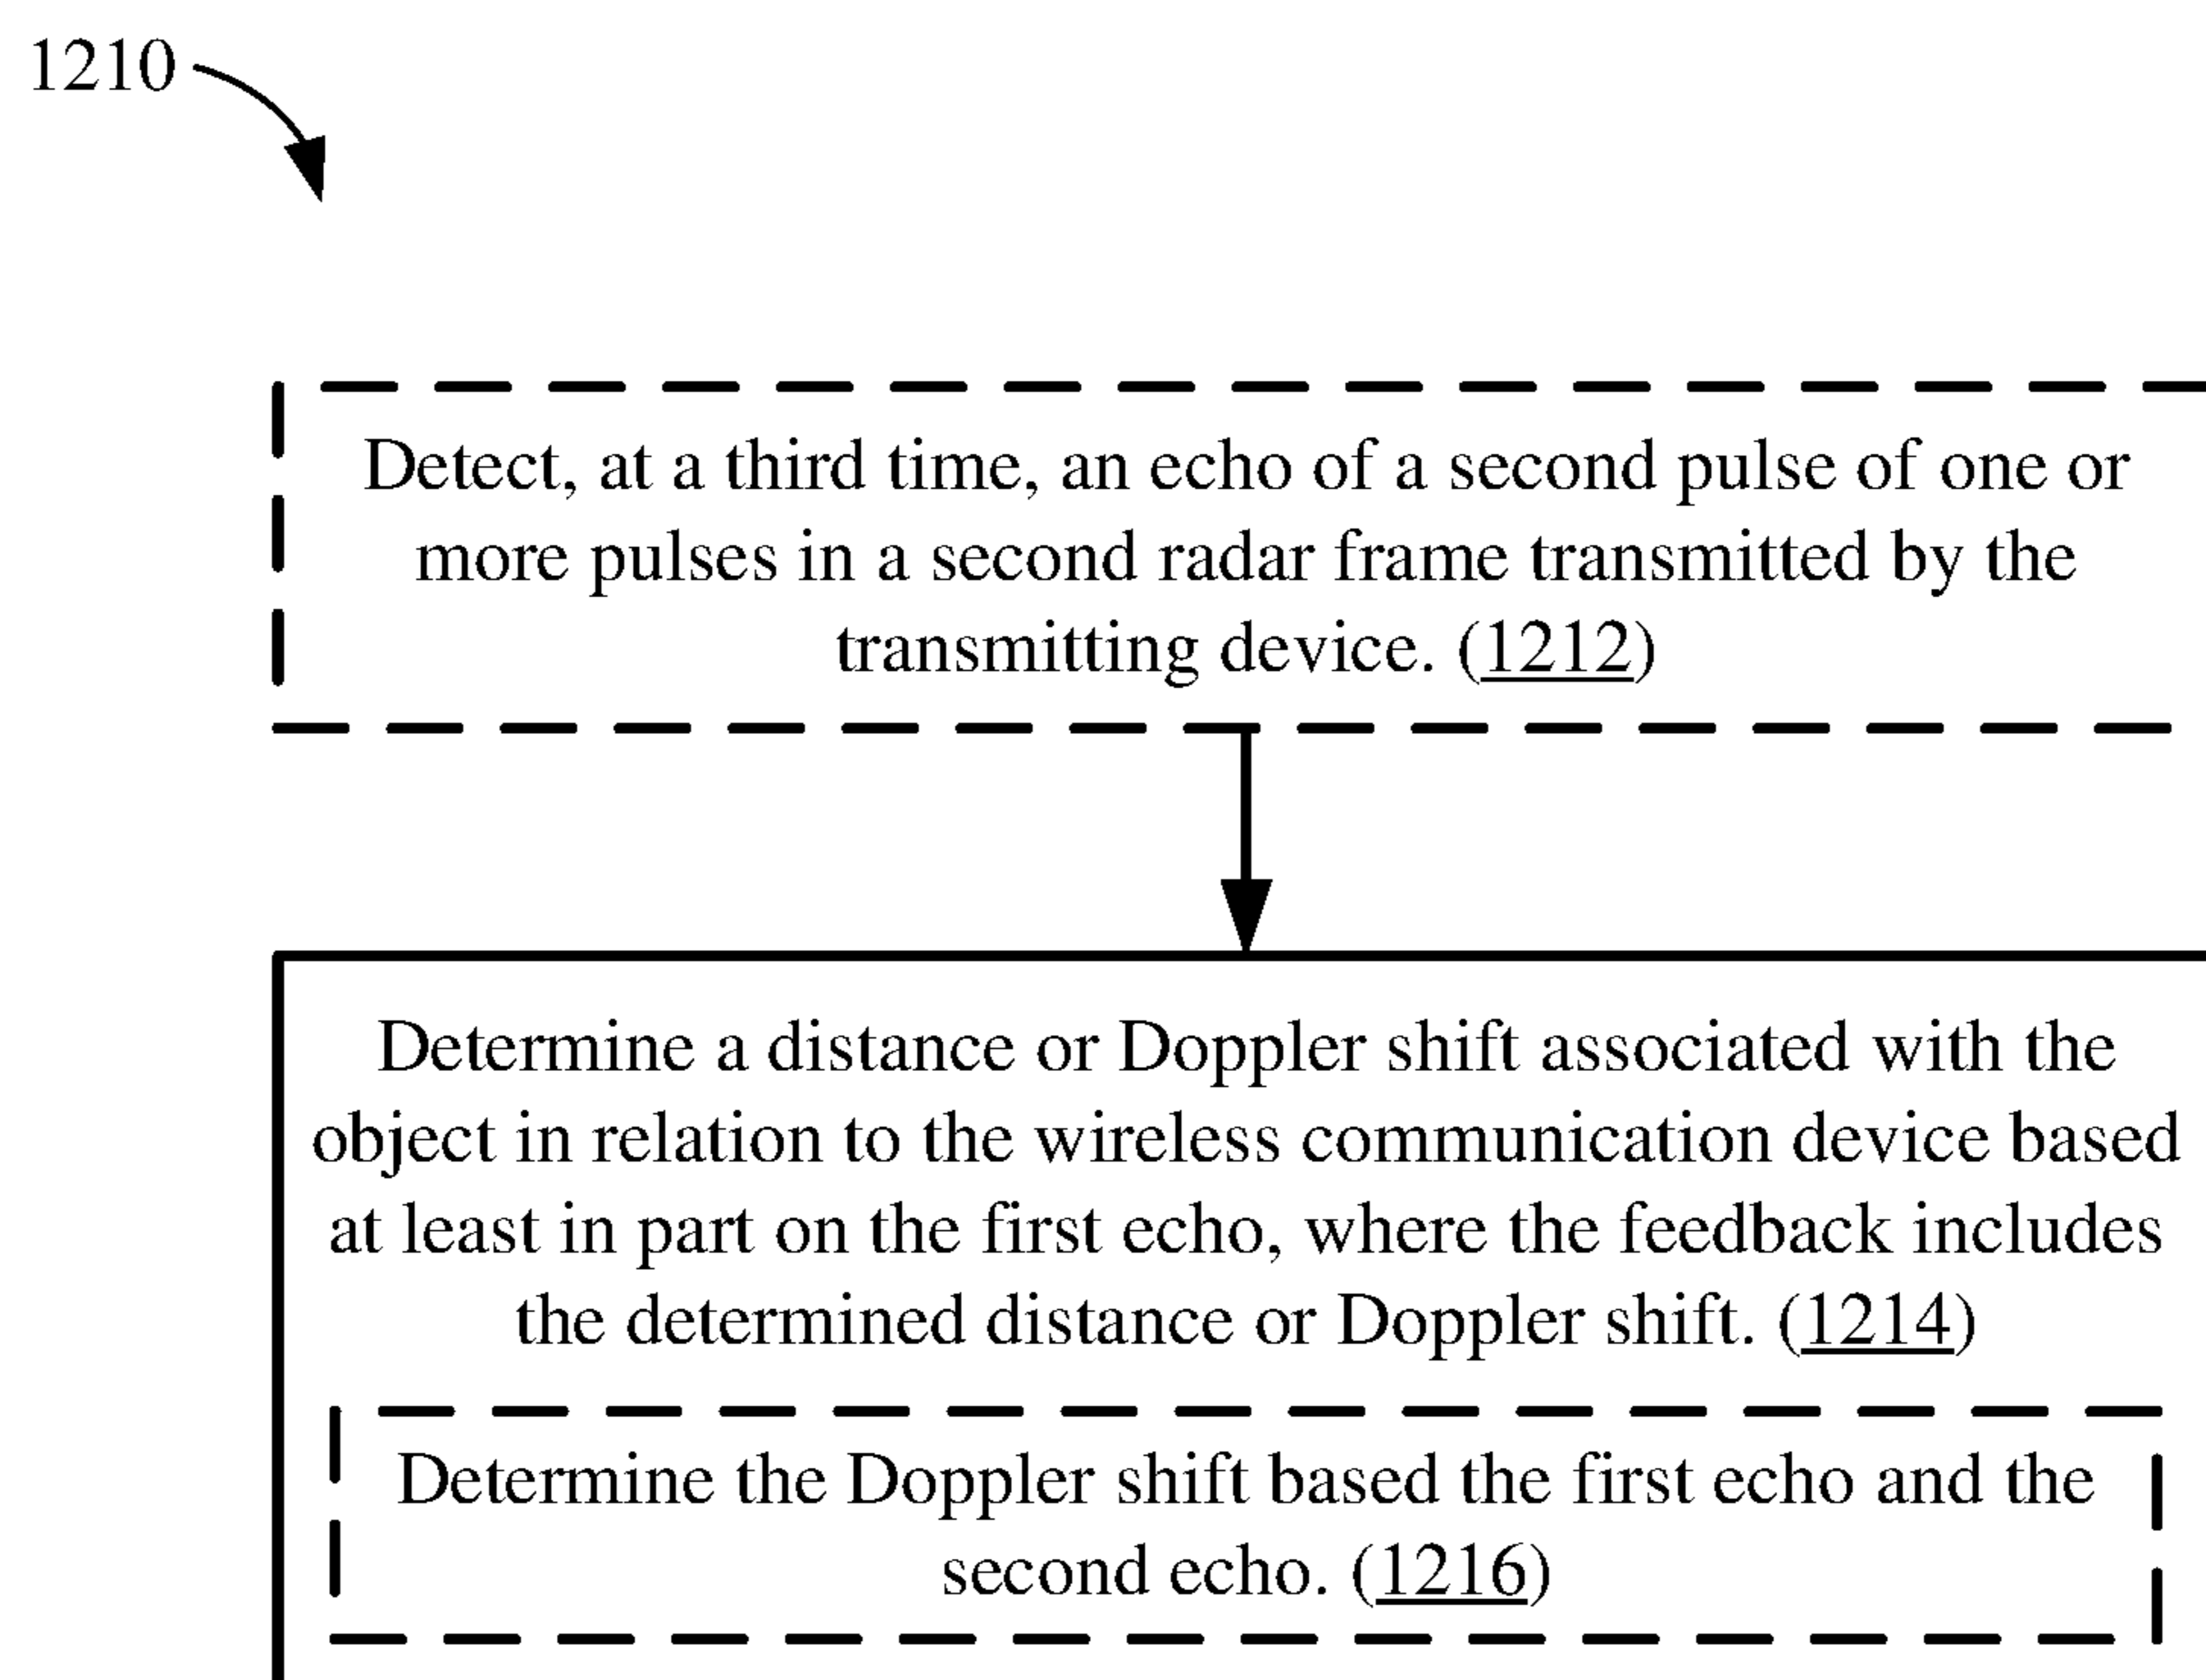 1210
Detect, at a third time, an echo of a second pulse of one or
more pulses in a second radar frame transmitted by the
transmitting device. (1212)
Determine a distance or Doppler shift associated with the
object in relation to the wireless communication device based
at least in part on the first echo, where the feedback includes
the determined distance or Doppler shift. (1214)
Determine the Doppler shift based the first echo and the
second echo. (1216)